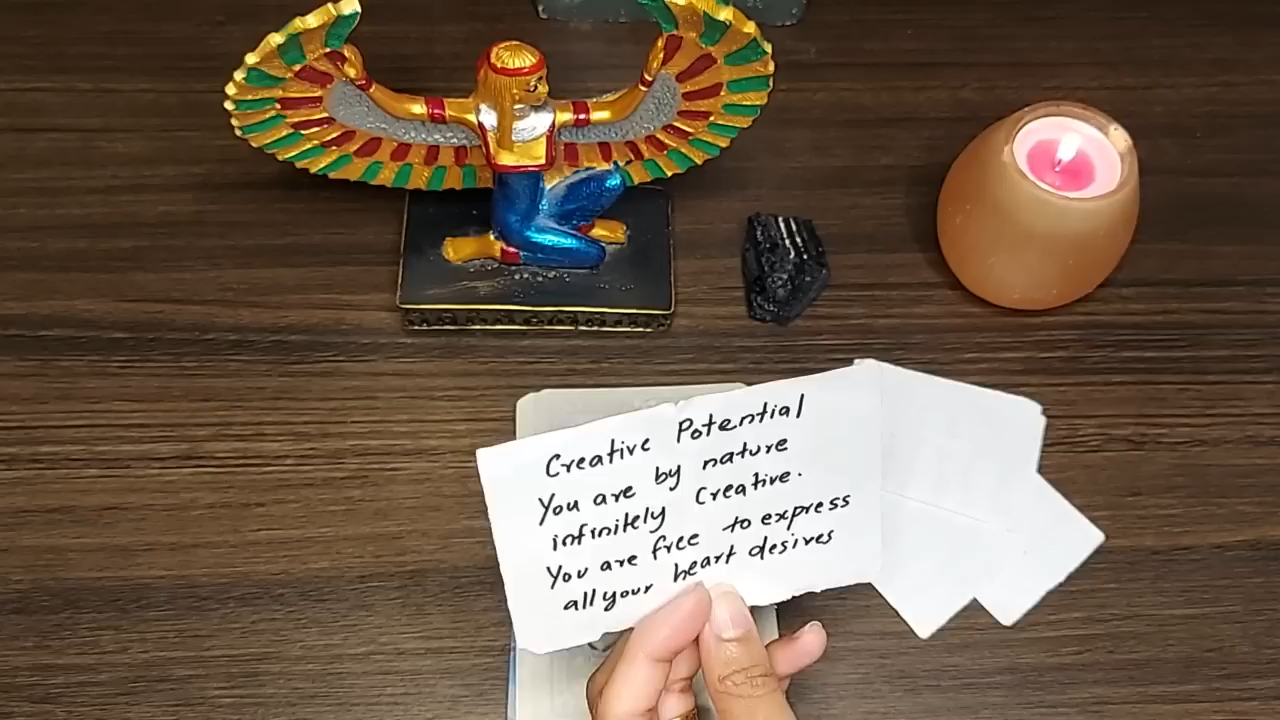 Creative Potential
You are by nature
infinitely Creative.
You are free to express
all your heart desires